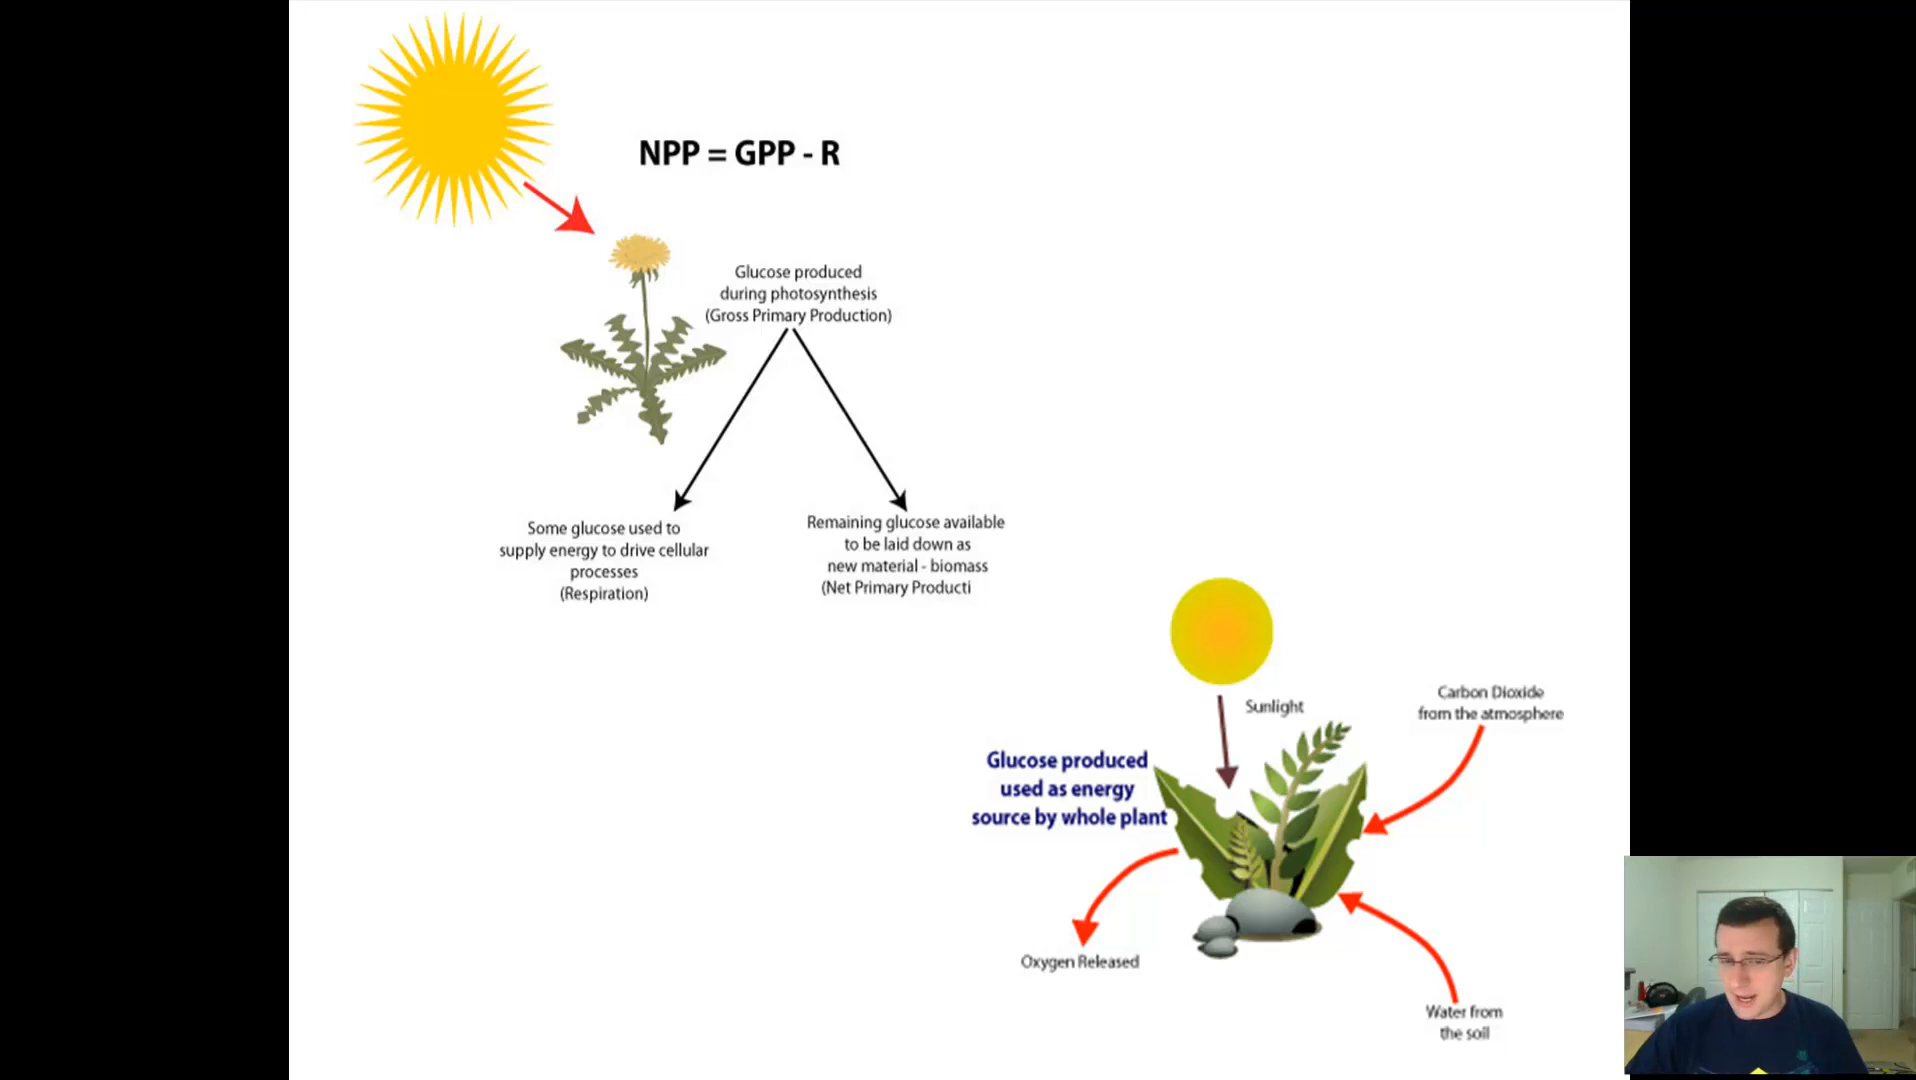 NPP = GPP - R
Glucose produced
during photosynthesis
(Gross Primary Production)
Some glucose used to
supply energy to drive cellular
processes
(Respiration)
Remaining glucose available
to be laid down as
new material - biomass
(Net Primary Producti
Sunlight
Carbon Dioxide
from the atmosphere
Glucose produced
used as energy
source by whole plant
Oxygen Released
Water from
the soil